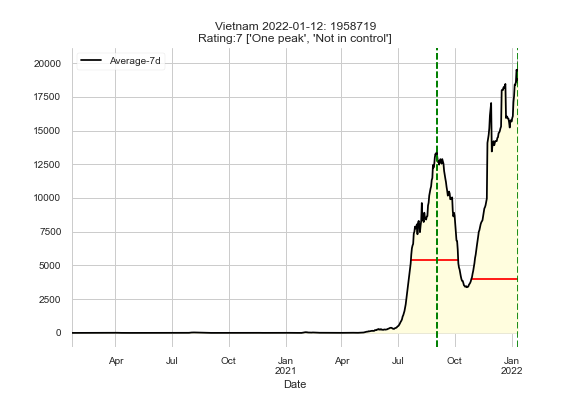 Vietnam 2022-01-12: 1958719
Rating:7 ['One peak', 'Not in control']
Average-7d
20000
17500
15000
12500
10000
7500
5000
2500
0
Apr Jul Oct Jan Apr Jul Oct Jan
2021 2022
Date